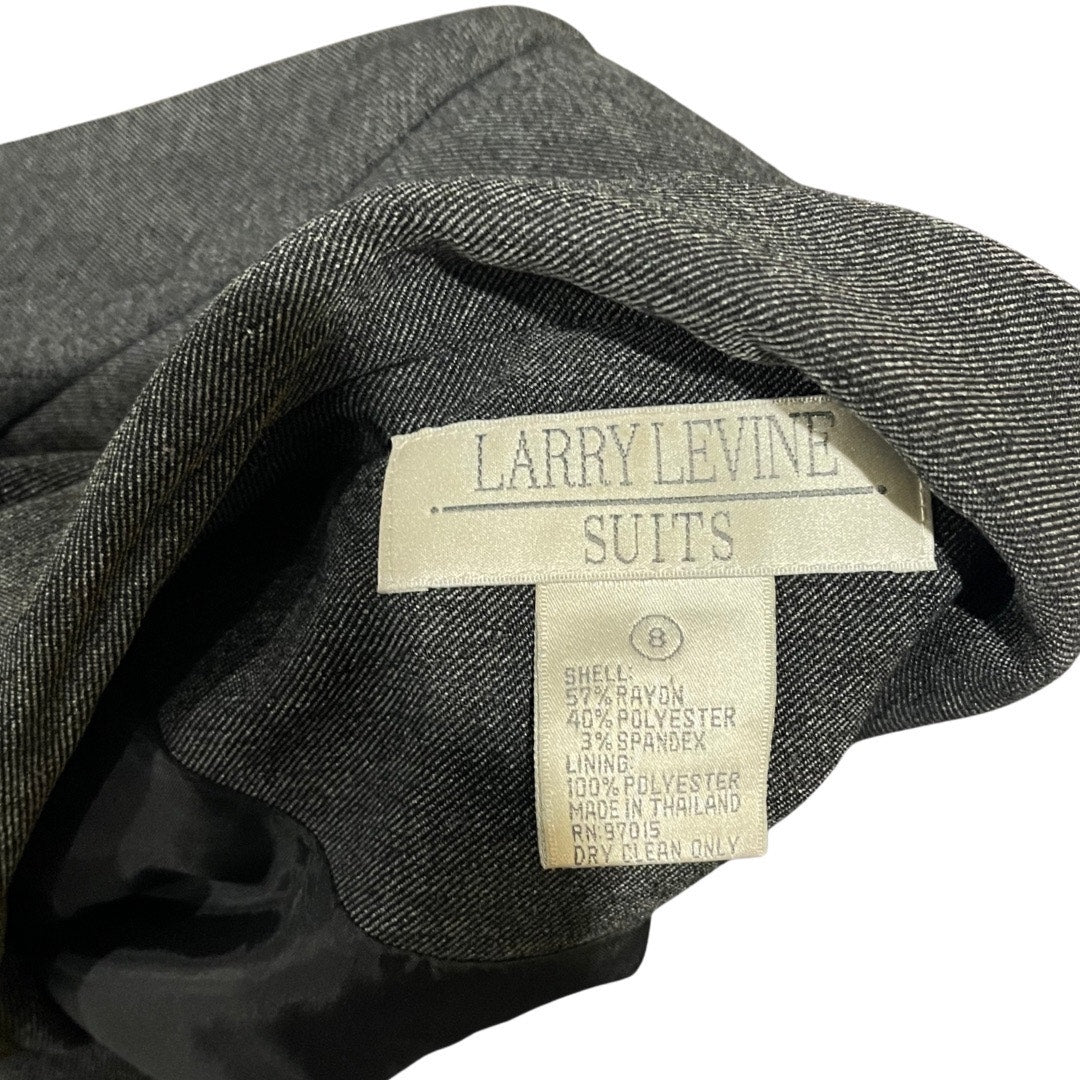 LARRY LEVINE
SUITS
8
SHELL:
57% RAYON
40% POLYESTER
3% SPANDEX
LINING:
100% POLYESTER
MADE IN THAILAND
RN 97015
DRY CLEAN ONLY